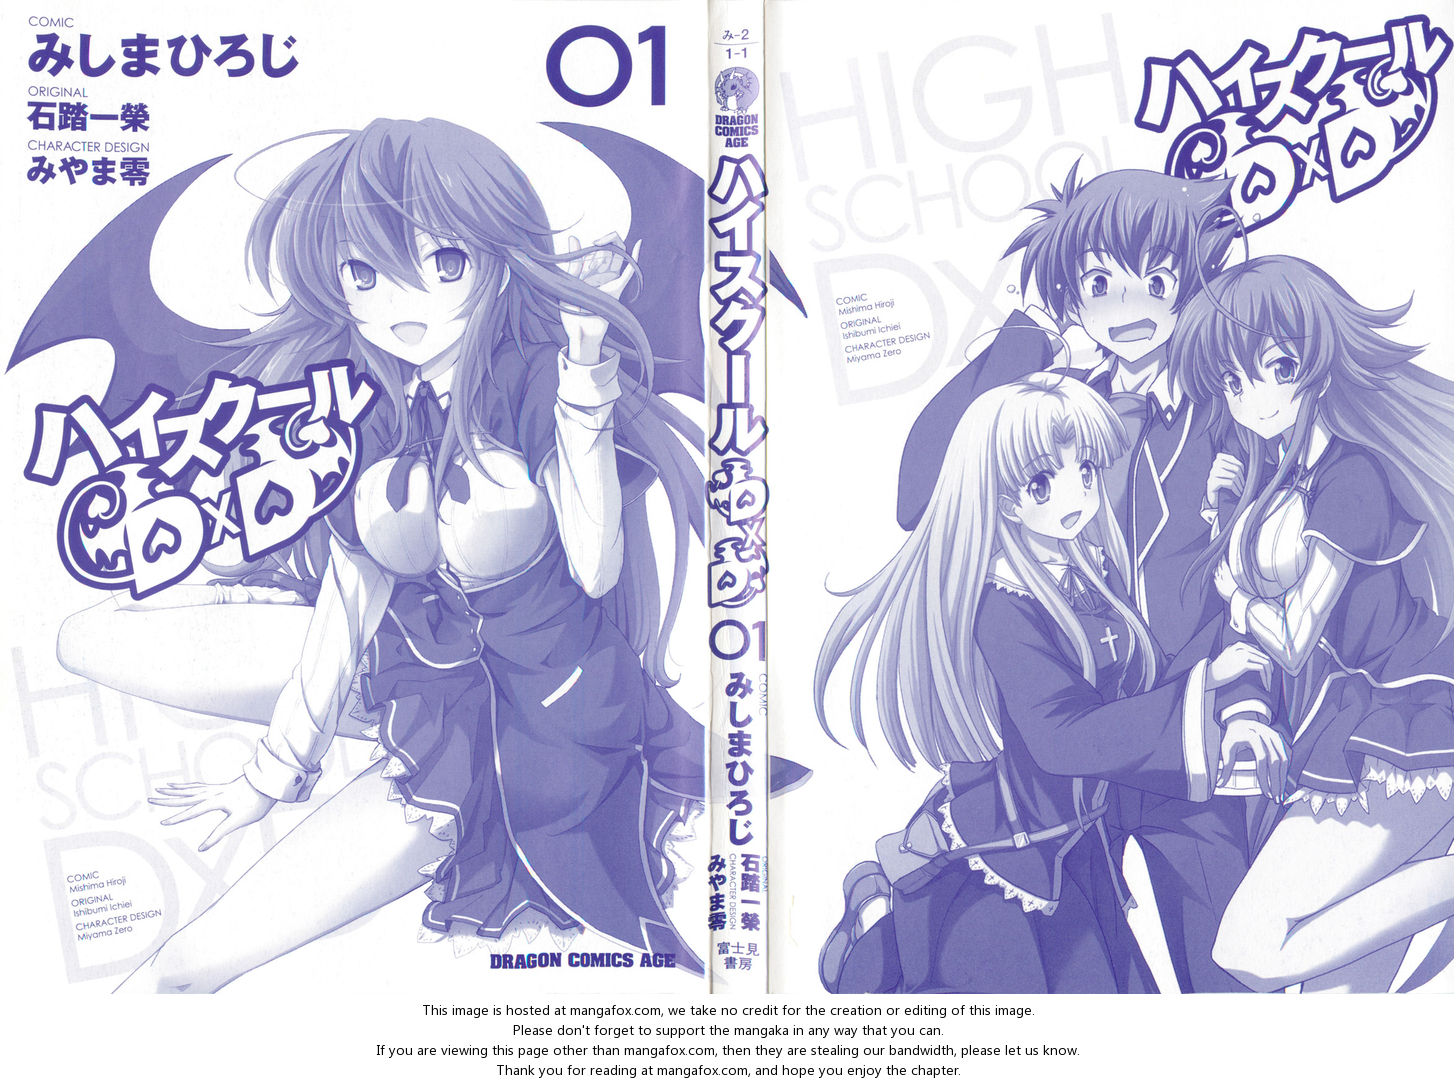 COMIC
みしまひろじ
ORIGINAL
石踏一榮
CHARACTER DESIGN
みやま零
01
ハイスクール
D×D
HIGH
SCHOOL
DX
COMIC
Mishima Hiroji
ORIGINAL
Ishibumi Ichiei
CHARACTER DESIGN
Miyama Zero
DRAGON COMICS AGE
み-2
1-1
DRAGON
COMICS
AGE
ハイスクールD×D
01
COMIC
みしまひろじ
ORIGINAL
石踏一榮
CHARACTER DESIGN
みやま零
富士見
書房
HIGH
SCHOOL
DX
ハイスクール
D×D
COMIC
Mishima Hiroji
ORIGINAL
Ishibumi Ichiei
CHARACTER DESIGN
Miyama Zero
This image is hosted at mangafox.com, we take no credit for the creation or editing of this image.
Please don't forget to support the mangaka in any way that you can.
If you are viewing this page other than mangafox.com, then they are stealing our bandwidth, please let us know.
Thank you for reading at mangafox.com, and hope you enjoy the chapter.